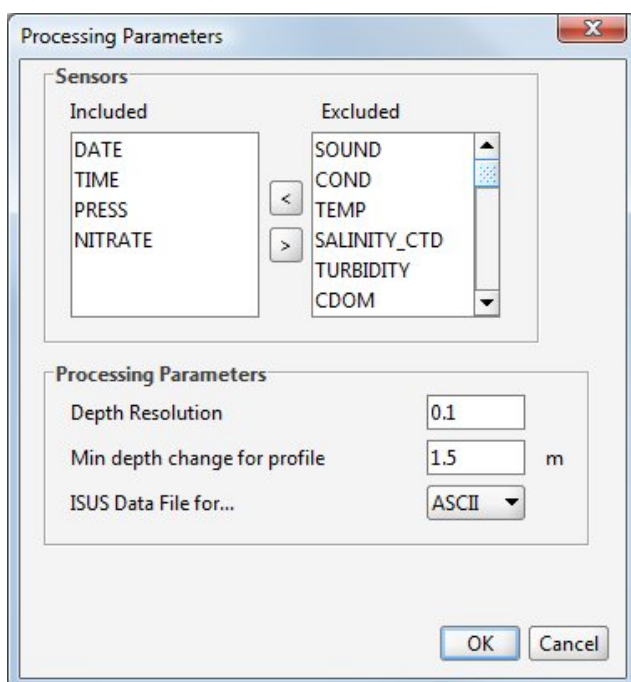 Processing Parameters
Sensors
Included
Excluded
DATE
TIME
PRESS
NITRATE
<
>
SOUND
COND
TEMP
SALINITY_CTD
TURBIDITY
CDOM
Processing Parameters
Depth Resolution 0.1
Min depth change for profile 1.5 m
ISUS Data File for... ASCII
OK Cancel